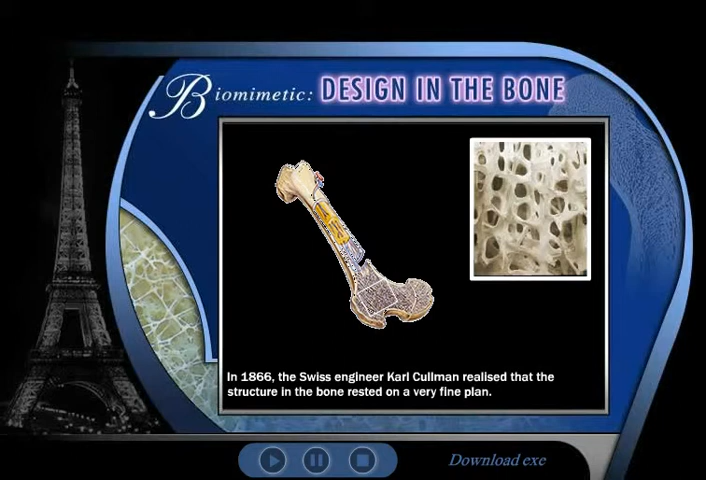 Biomimetic: DESIGN IN THE BONE
In 1866, the Swiss engineer Karl Cullman realised that the
structure in the bone rested on a very fine plan.
Download exe